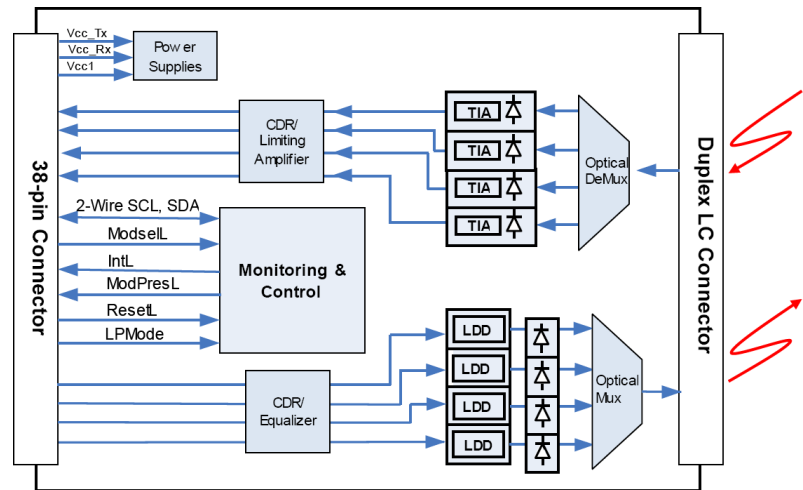 Vcc_Tx
Vcc_Rx
Vcc1
Power
Supplies
38-pin Connector
CDR/
Limiting
Amplifier
TIA
TIA
TIA
TIA
Optical
DeMux
Duplex LC Connector
2-Wire SCL, SDA
ModselL
IntL
ModPresL
ResetL
LPMode
Monitoring &
Control
CDR/
Equalizer
LDD
LDD
LDD
LDD
Optical
Mux